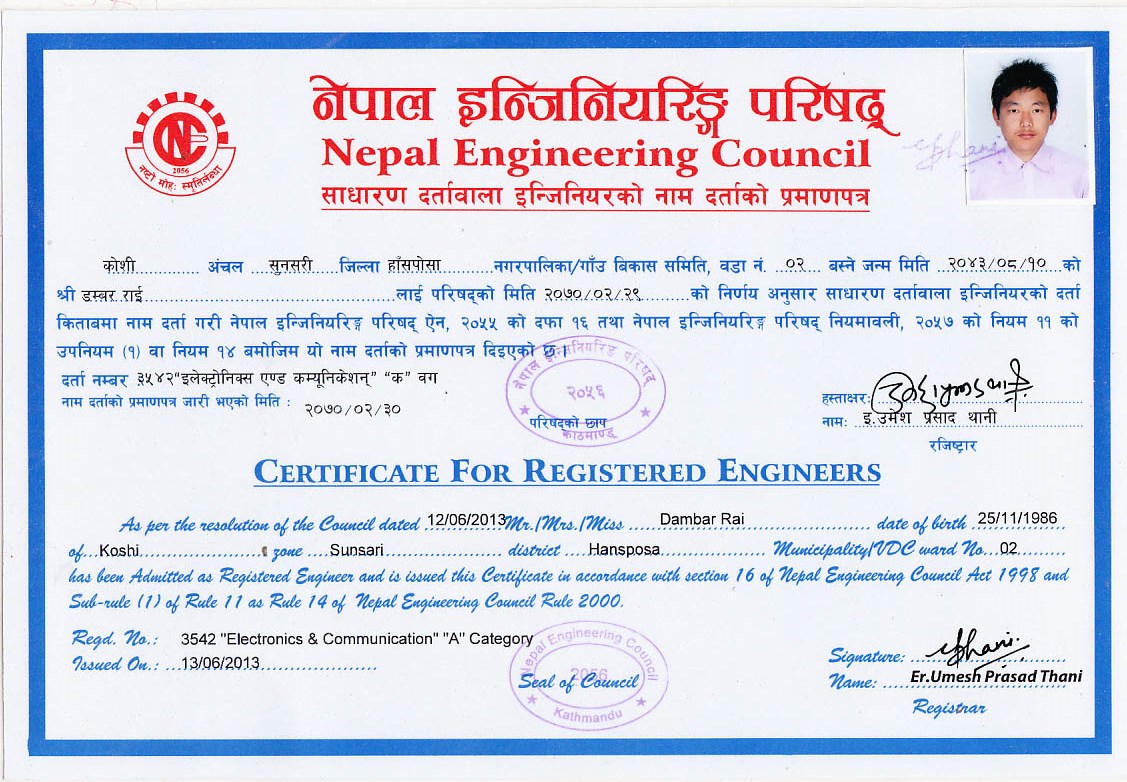 नेपाल इन्जिनियरिङ्ग परिषद्
Nepal Engineering Council
साधारण दर्तावाला इन्जिनियरको नाम दर्ताको प्रमाणपत्र
नष्टो मोहः स्मृतिर्लब्धा
2056
कोशी अंचल सुनसरी जिल्ला हाँसपोसा नगरपालिका/गाँउ विकास समिति, वडा नं. ०२ बस्ने जन्म मिति २०४३/०८/१० को
श्री डम्बर राई लाई परिषद्को मिति २०७०/०२/२९ को निर्णय अनुसार साधारण दर्तावाला इन्जिनियरको दर्ता
किताबमा नाम दर्ता गरी नेपाल इन्जिनियरिङ्ग परिषद् ऐन, २०५५ को दफा १६ तथा नेपाल इन्जिनियरिङ्ग परिषद् नियमावली, २०५७ को नियम ११ को
उपनियम (१) वा नियम १४ बमोजिम यो नाम दर्ताको प्रमाणपत्र दिइएको छ।
दर्ता नम्बर ३५४२"इलेक्ट्रोनिक्स एण्ड कम्यूनिकेशन" "क" वग
नाम दर्ताको प्रमाणपत्र जारी भएको मिति : २०७०/०२/३०
नेपाल इन्जिनियरिङ्ग परिषद्
२०५६
काठमाण्डू
परिषद्को छाप
हस्ताक्षर:
नाम: इ.उमेश प्रसाद थानी
रजिष्ट्रार
CERTIFICATE FOR REGISTERED ENGINEERS
As per the resolution of the Council dated 12/06/2013 Mr./Mrs./Miss Dambar Rai date of birth 25/11/1986
of Koshi zone Sunsari district Hansposa Municipality/VDC ward No. 02
has been Admitted as Registered Engineer and is issued this Certificate in accordance with section 16 of Nepal Engineering Council Act 1998 and
Sub-rule (1) of Rule 11 as Rule 14 of Nepal Engineering Council Rule 2000.
Regd. No.: 3542 "Electronics & Communication" "A" Category
Issued On.: 13/06/2013
Nepal Engineering Council
2056
Kathmandu
Seal of Council
Signature:
Name: Er.Umesh Prasad Thani
Registrar